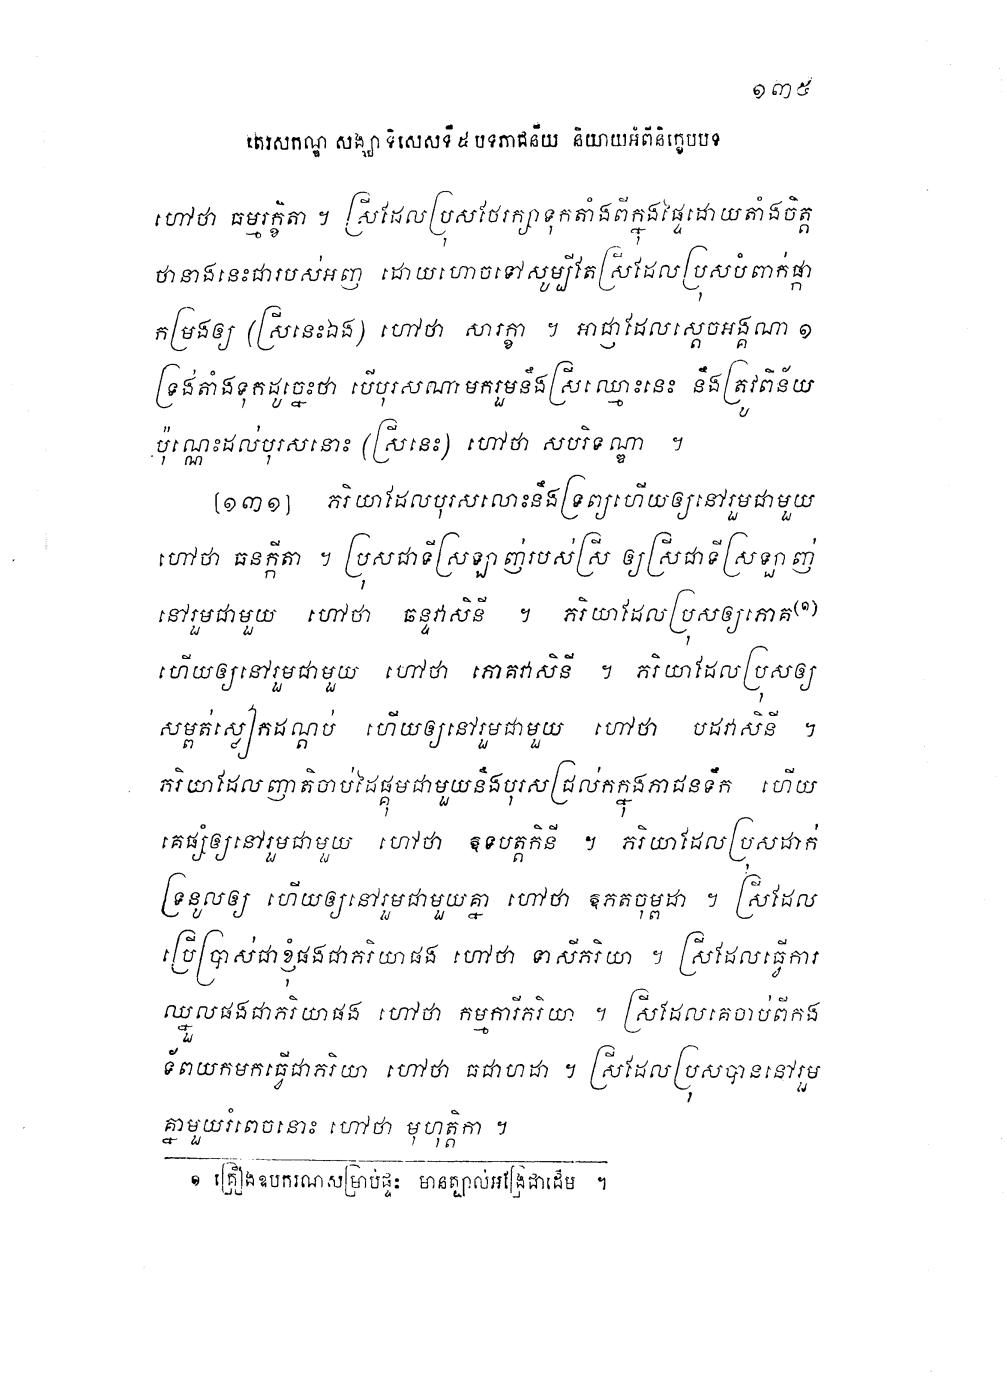 ១៣៥
តេរសកណ្ឌ សង្ឃាទិសេសទី ៥ បទភាជនីយ និយាយអំពីនិក្ខេបបទ
ហៅថា ធម្មរក្ខិតា ។ ស្រីដែលប្រុសថែរក្សាទុកតាំងពីក្នុងផ្ទៃដោយតាំងចិត្ត
ថានាងនេះជារបស់អញ ដោយហោចទៅសូម្បីតែស្រីដែលប្រុសបំពាក់ផ្កា
កម្រងឲ្យ (ស្រីនេះឯង) ហៅថា សារក្ខា ។ អាជ្ញាដែលស្តេចអង្គណា ១
ទ្រង់តាំងទុកដូច្នេះថា បើបុរសណាមករួមនឹងស្រីឈ្មោះនេះ នឹងត្រូវពិន័យ
ប៉ុណ្ណេះដល់បុរសនោះ (ស្រីនេះ) ហៅថា សបរិទណ្ឌា ។
[១៣១] ភរិយាដែលបុរសលោះនឹងទ្រព្យហើយឲ្យនៅរួមជាមួយ
ហៅថា ធនក្កីតា ។ ប្រុសជាទីស្រឡាញ់របស់ស្រី ឲ្យស្រីជាទីស្រឡាញ់
នៅរួមជាមួយ ហៅថា ឆន្ទវាសិនី ។ ភរិយាដែលប្រុសឲ្យភោគ(១)
ហើយឲ្យនៅរួមជាមួយ ហៅថា ភោគវាសិនី ។ ភរិយាដែលប្រុសឲ្យ
សម្ពត់ស្លៀកដណ្តប់ ហើយឲ្យនៅរួមជាមួយ ហៅថា បដវាសិនី ។
ភរិយាដែលញាតិចាប់ដៃផ្គុមជាមួយនឹងបុរសជ្រលក់ក្នុងភាជនទឹក ហើយ
គេផ្សំឲ្យនៅរួមជាមួយ ហៅថា ឧទបត្តកិនី ។ ភរិយាដែលប្រុសដាក់
ទ្រនូលឲ្យ ហើយឲ្យនៅរួមជាមួយគ្នា ហៅថា ឧភតចុម្ពដា ។ ស្រីដែល
ប្រើប្រាស់ជាខ្ញុំផងជាភរិយាផង ហៅថា ទាសីភរិយា ។ ស្រីដែលធ្វើការ
ឈ្នួលផងជាភរិយាផង ហៅថា កម្មការីភរិយា ។ ស្រីដែលគេចាប់ពីកង
ទ័ពយកមកធ្វើជាភរិយា ហៅថា ធជាហដា ។ ស្រីដែលប្រុសបាននៅរួម
គ្នាមួយរំពេចនោះ ហៅថា មុហុត្តិកា ។
១ គ្រឿងឧបករណសម្រាប់ផ្ទះ មានត្បាល់អង្រែជាដើម ។